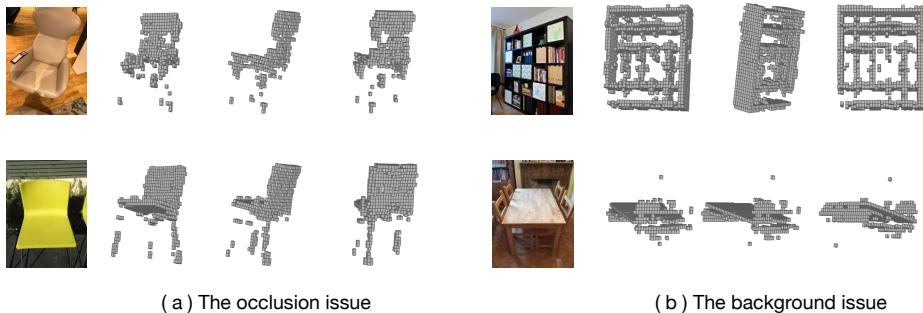 ( a ) The occlusion issue
( b ) The background issue